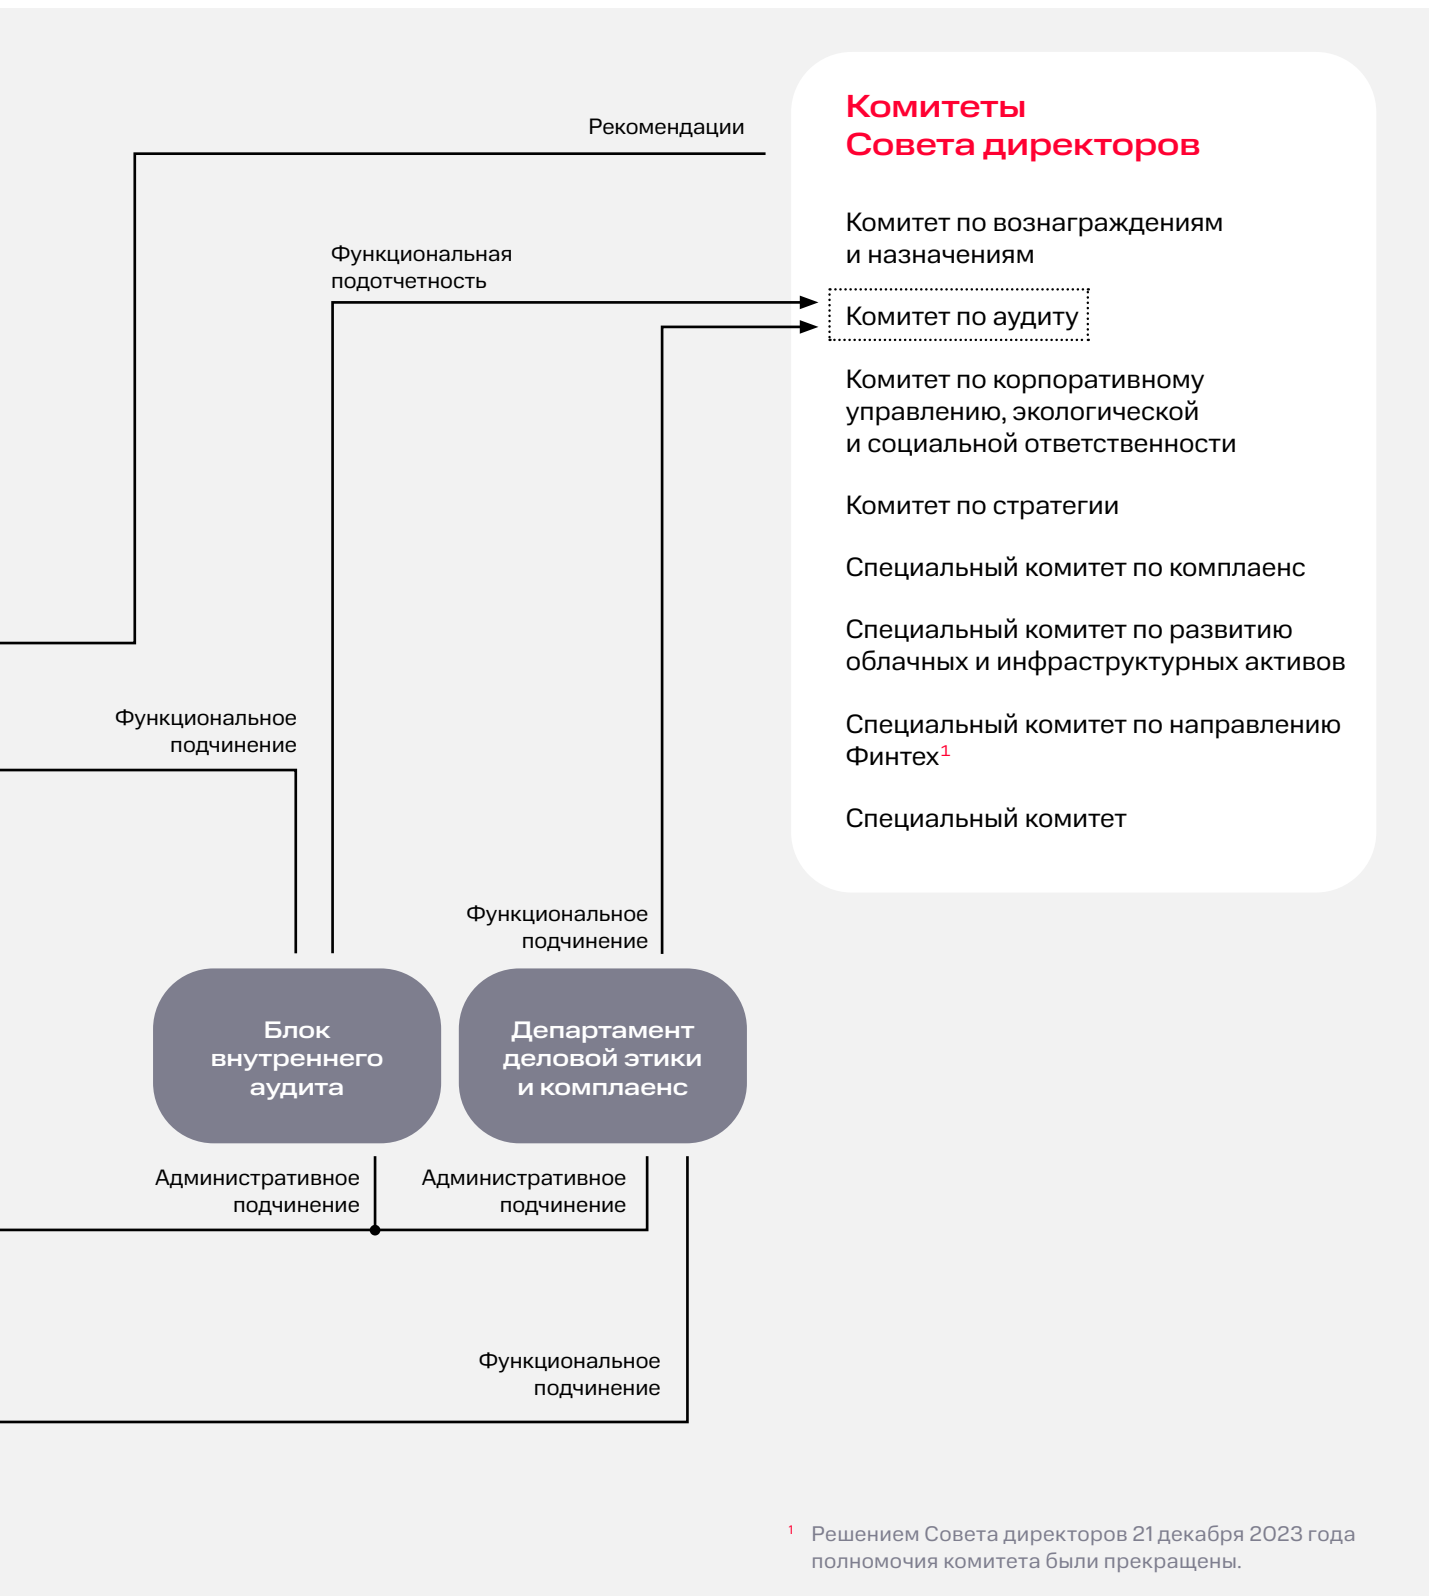 Рекомендации
Комитеты
Совета директоров
Комитет по вознаграждениям
и назначениям
Функциональная
подотчетность
Комитет по аудиту
Комитет по корпоративному
управлению, экологической
и социальной ответственности
Комитет по стратегии
Специальный комитет по комплаенс
Специальный комитет по развитию
облачных и инфраструктурных активов
Специальный комитет по направлению
Финтех1
Специальный комитет
Функциональное
подчинение
Функциональное
подчинение
Блок
внутреннего
аудита
Департамент
деловой этики
и комплаенс
Административное
подчинение
Административное
подчинение
Функциональное
подчинение
1 Решением Совета директоров 21 декабря 2023 года
полномочия комитета были прекращены.